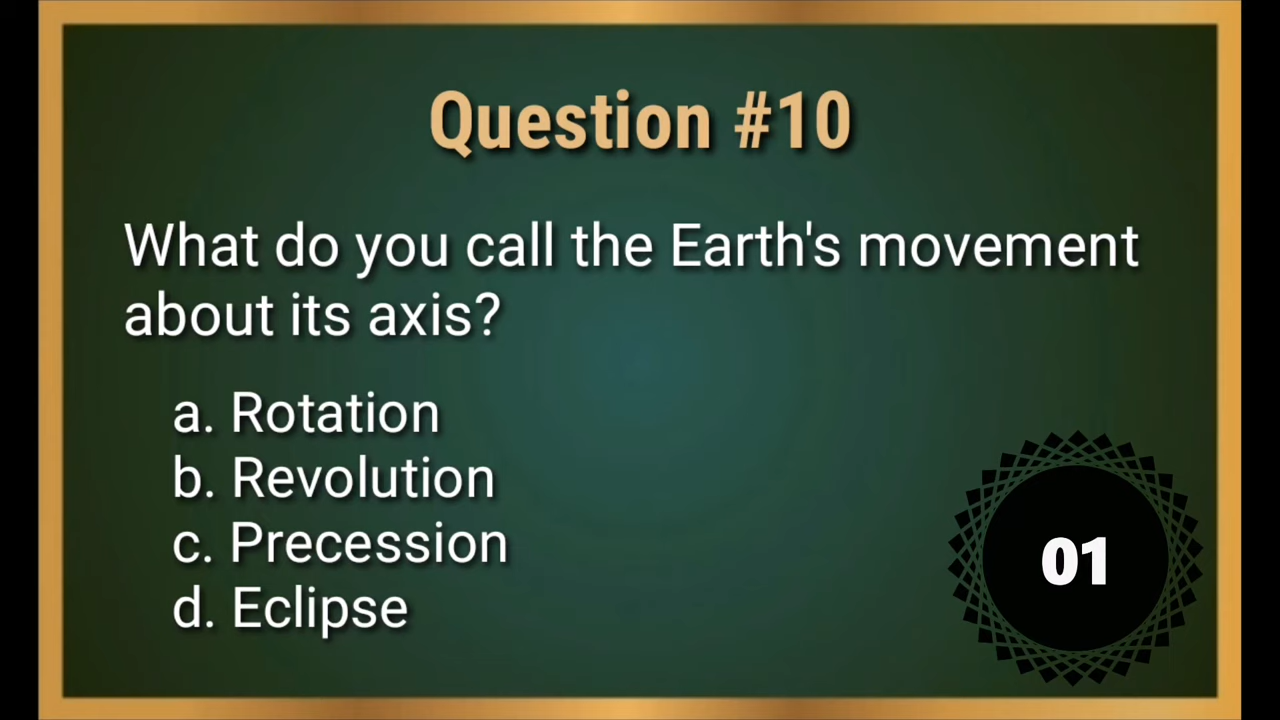 Question #10
What do you call the Earth's movement
about its axis?
a. Rotation
b. Revolution
c. Precession
d. Eclipse
01